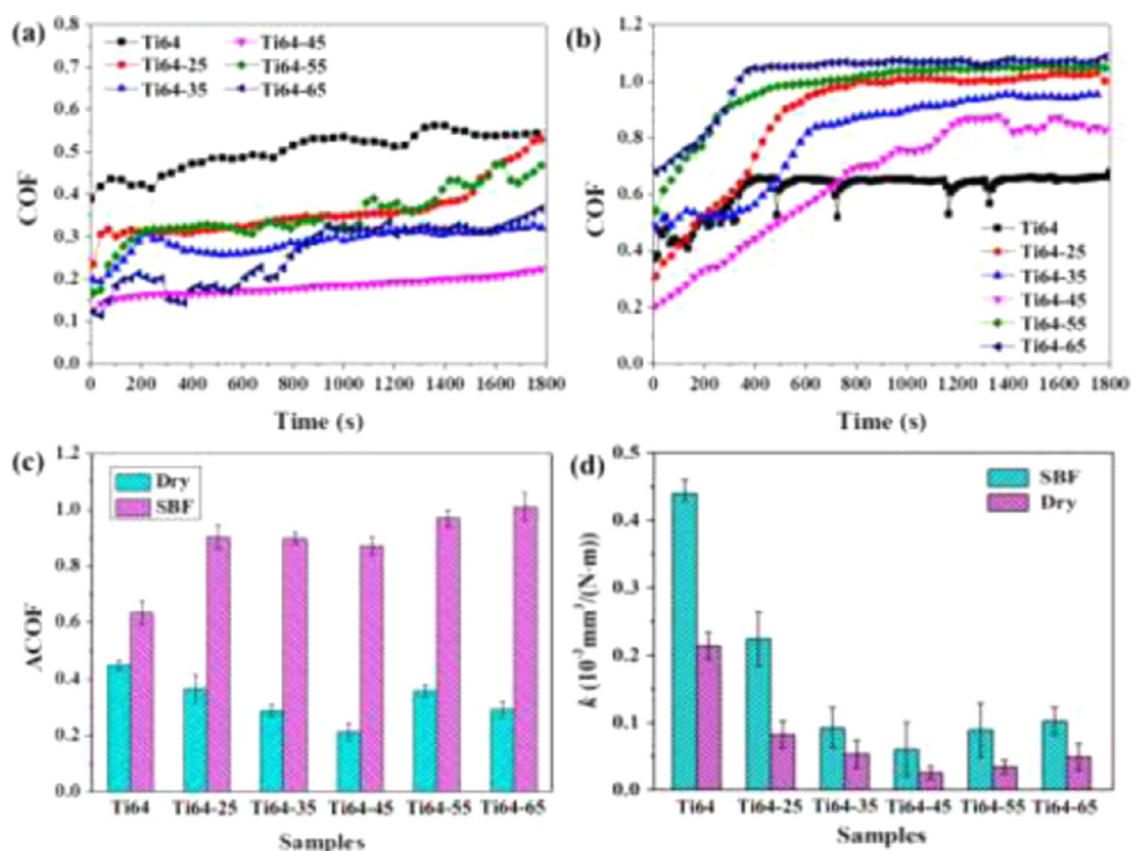 (a)
0.8
0.7
0.6
0.5
0.4
0.3
0.2
0.1
0.0
COF
Ti64
Ti64-25
Ti64-35
Ti64-45
Ti64-55
Ti64-65
0 200 400 600 800 1000 1200 1400 1600 1800
Time (s)
(b)
1.2
1.0
0.8
0.6
0.4
0.2
0.0
COF
Ti64
Ti64-25
Ti64-35
Ti64-45
Ti64-55
Ti64-65
0 200 400 600 800 1000 1200 1400 1600 1800
Time (s)
(c)
1.2
1.0
0.8
0.6
0.4
0.2
0.0
ACOF
Dry
SBF
Ti64 Ti64-25 Ti64-35 Ti64-45 Ti64-55 Ti64-65
Samples
(d)
0.5
0.4
0.3
0.2
0.1
0.0
k (10⁻³mm³/(N·m))
SBF
Dry
Ti64 Ti64-25 Ti64-35 Ti64-45 Ti64-55 Ti64-65
Samples